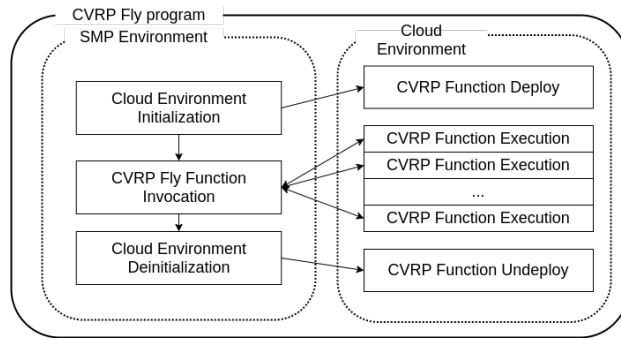 CVRP Fly program
SMP Environment
Cloud
Environment
Cloud Environment
Initialization
CVRP Function Deploy
CVRP Function Execution
CVRP Fly Function
Invocation
CVRP Function Execution
...
CVRP Function Execution
Cloud Environment
Deinitialization
CVRP Function Undeploy